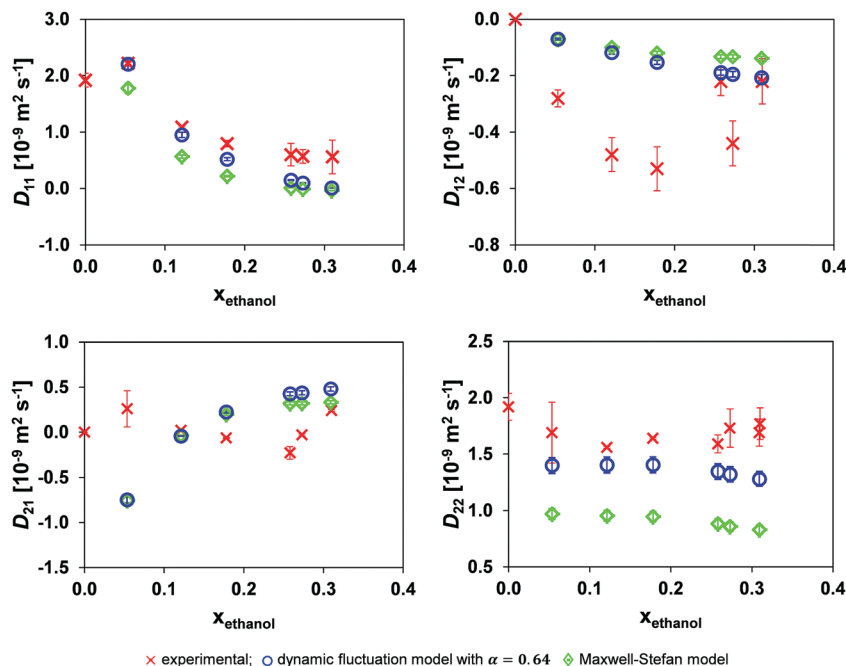 3.0
2.0
1.0
0.0
-1.0
D₁₁ [10⁻⁹ m² s⁻¹]
0.0 0.1 0.2 0.3 0.4
x_ethanol
0.0
-0.2
-0.4
-0.6
-0.8
D₁₂ [10⁻⁹ m² s⁻¹]
0.0 0.1 0.2 0.3 0.4
x_ethanol
1.0
0.5
0.0
-0.5
-1.0
-1.5
D₂₁ [10⁻⁹ m² s⁻¹]
0.0 0.1 0.2 0.3 0.4
x_ethanol
2.5
2.0
1.5
1.0
0.5
D₂₂ [10⁻⁹ m² s⁻¹]
0.0 0.1 0.2 0.3 0.4
x_ethanol
× experimental; ○ dynamic fluctuation model with α = 0.64 ◇ Maxwell-Stefan model